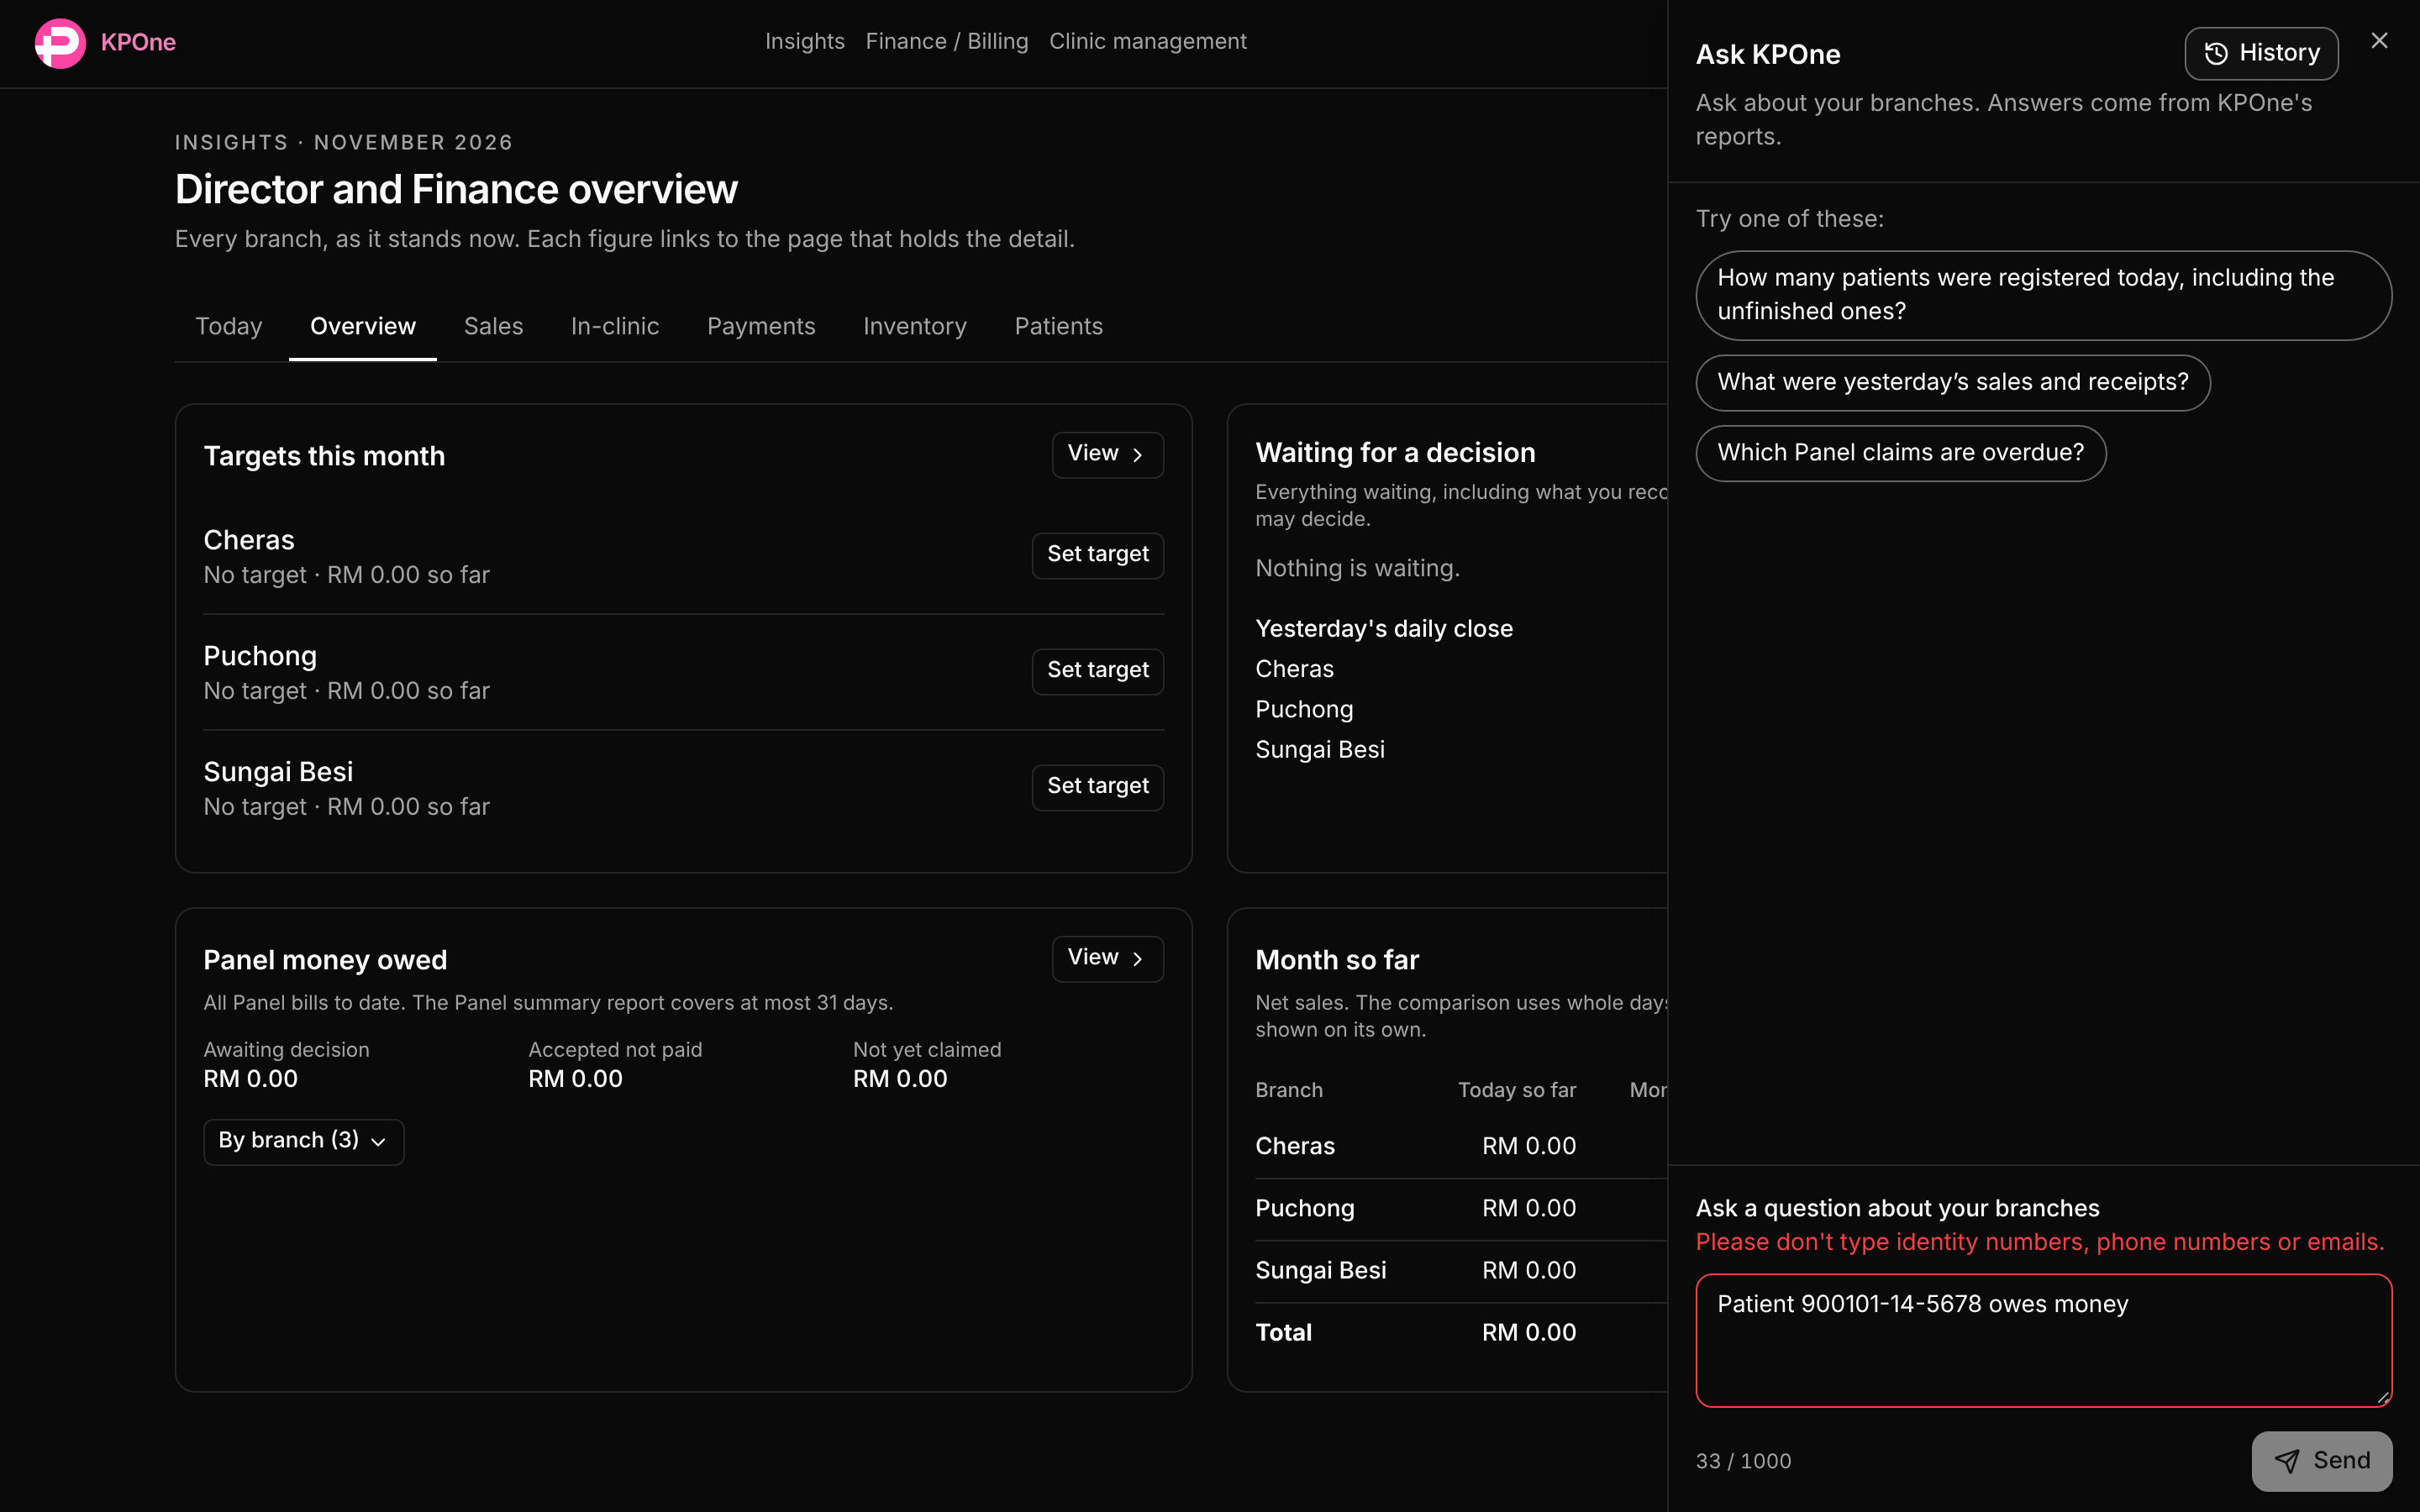 KPOne
Insights Finance / Billing Clinic management
INSIGHTS · NOVEMBER 2026
Director and Finance overview
Every branch, as it stands now. Each figure links to the page that holds the detail.
Today Overview Sales In-clinic Payments Inventory Patients
Targets this month
View
Cheras
No target · RM 0.00 so far
Set target
Puchong
No target · RM 0.00 so far
Set target
Sungai Besi
No target · RM 0.00 so far
Set target
Waiting for a decision
Everything waiting, including what you reco
may decide.
Nothing is waiting.
Yesterday's daily close
Cheras
Puchong
Sungai Besi
Panel money owed
View
All Panel bills to date. The Panel summary report covers at most 31 days.
Awaiting decision Accepted not paid Not yet claimed
RM 0.00 RM 0.00 RM 0.00
By branch (3)
Month so far
Net sales. The comparison uses whole days
shown on its own.
Branch Today so far Mor
Cheras RM 0.00
Puchong RM 0.00
Sungai Besi RM 0.00
Total RM 0.00
Ask KPOne
History
Ask about your branches. Answers come from KPOne's
reports.
Try one of these:
How many patients were registered today, including the
unfinished ones?
What were yesterday’s sales and receipts?
Which Panel claims are overdue?
Ask a question about your branches
Please don't type identity numbers, phone numbers or emails.
Patient 900101-14-5678 owes money
33 / 1000
Send